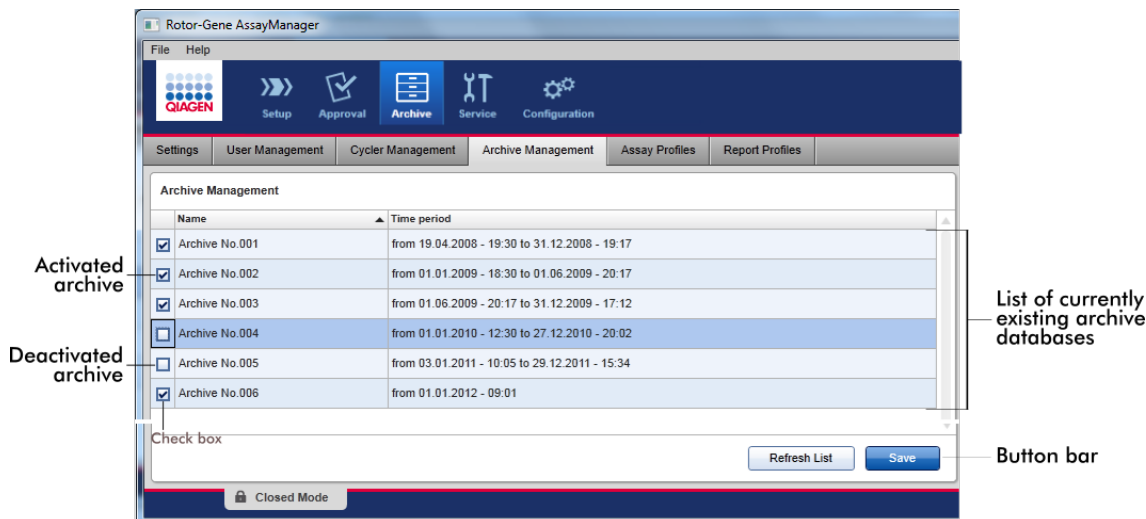 Rotor-Gene AssayManager
File Help
QIAGEN
Setup Approval Archive Service Configuration
Settings User Management Cycler Management Archive Management Assay Profiles Report Profiles
Archive Management
Name Time period
Archive No.001 from 19.04.2008 - 19:30 to 31.12.2008 - 19:17
Archive No.002 from 01.01.2009 - 18:30 to 01.06.2009 - 20:17
Archive No.003 from 01.06.2009 - 20:17 to 31.12.2009 - 17:12
Archive No.004 from 01.01.2010 - 12:30 to 27.12.2010 - 20:02
Archive No.005 from 03.01.2011 - 10:05 to 29.12.2011 - 15:34
Archive No.006 from 01.01.2012 - 09:01
Activated
archive
Deactivated
archive
Check box
List of currently
existing archive
databases
Refresh List Save
Button bar
Closed Mode